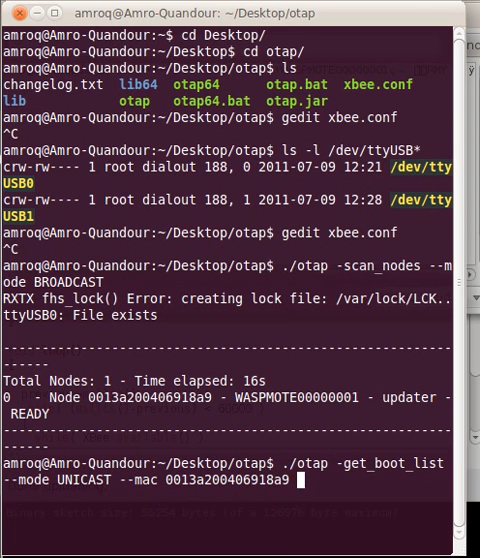 amroq@Amro-Quandour: ~/Desktop/otap
amroq@Amro-Quandour:~$ cd Desktop/
amroq@Amro-Quandour:~/Desktop$ cd otap/
amroq@Amro-Quandour:~/Desktop/otap$ ls
changelog.txt lib64 otap64 otap.bat xbee.conf
lib otap otap64.bat otap.jar
amroq@Amro-Quandour:~/Desktop/otap$ gedit xbee.conf
^C
amroq@Amro-Quandour:~/Desktop/otap$ ls -l /dev/ttyUSB*
crw-rw---- 1 root dialout 188, 0 2011-07-09 12:21 /dev/tty
USB0
crw-rw---- 1 root dialout 188, 1 2011-07-09 12:28 /dev/tty
USB1
amroq@Amro-Quandour:~/Desktop/otap$ gedit xbee.conf
^C
amroq@Amro-Quandour:~/Desktop/otap$ ./otap -scan_nodes --m
ode BROADCAST
RXTX fhs_lock() Error: creating lock file: /var/lock/LCK..
ttyUSB0: File exists
----------------------------------------------------------
------
Total Nodes: 1 - Time elapsed: 16s
0 - Node 0013a200406918a9 - WASPMOTE00000001 - updater -
READY
----------------------------------------------------------
------
amroq@Amro-Quandour:~/Desktop/otap$ ./otap -get_boot_list
--mode UNICAST --mac 0013a200406918a9